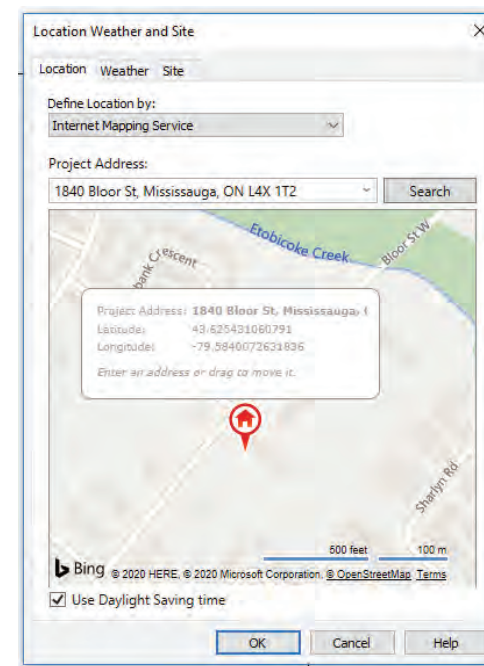 Location Weather and Site
Location Weather Site
Define Location by:
Internet Mapping Service
Project Address:
1840 Bloor St, Mississauga, ON L4X 1T2 Search
Etobicoke Creek
Bloor St W
bank Crescent
Project Address: 1840 Bloor St, Mississauga, (
Latitude: 43.625431060791
Longitude: -79.5840072631836
Enter an address or drag to move it.
Sharlyn Rd
500 feet 100 m
Bing © 2020 HERE, © 2020 Microsoft Corporation, © OpenStreetMap Terms
Use Daylight Saving time
OK Cancel Help